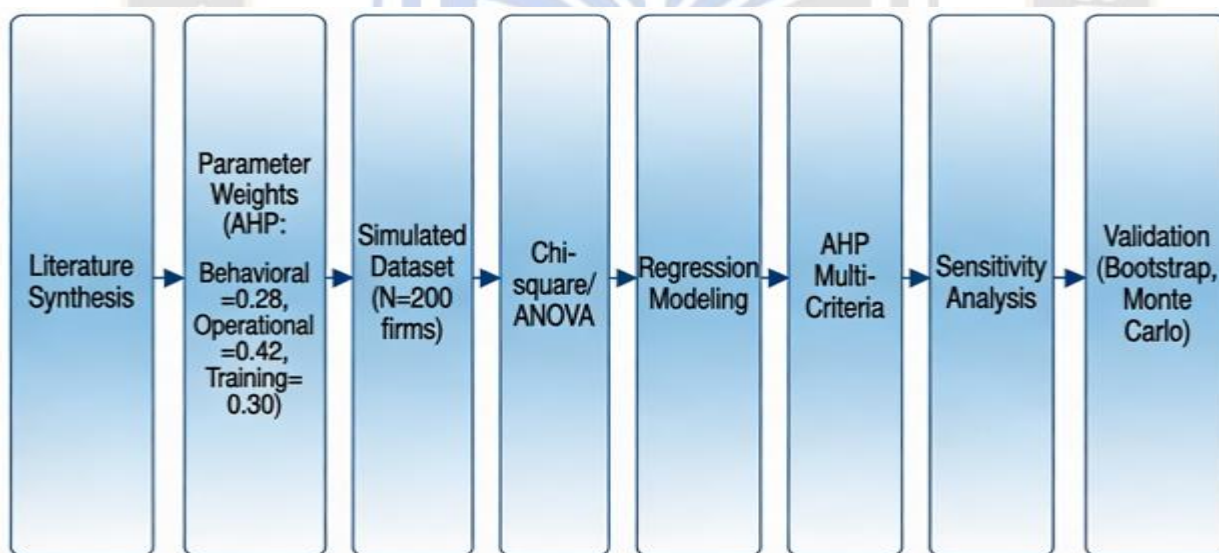 Literature
Synthesis
Parameter
Weights
(AHP:
Behavioral
=0.28,
Operational
=0.42,
Training=
0.30)
Simulated
Dataset
(N=200
firms)
Chi-
square/
ANOVA
Regression
Modeling
AHP
Multi-
Criteria
Sensitivity
Analysis
Validation
(Bootstrap,
Monte
Carlo)